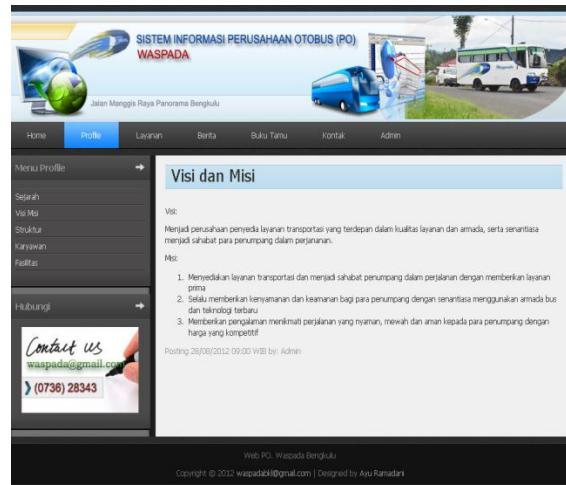 SISTEM INFORMASI PERUSAHAAN OTOBUS (PO)
WASPADA
Jalan Manggis Raya Panorama Bengkulu
Home Profile Layanan Berita Buku Tamu Kontak Admin
Menu Profile
Sejarah
Visi Misi
Struktur
Karyawan
Fasilitas
Hubungi
Contact us
waspada@gmail.com
(0736) 28343
Visi dan Misi
Visi:
Menjadi perusahaan penyedia layanan transportasi yang terdepan dalam kualitas layanan dan armada, serta senantiasa
menjadi sahabat para penumpang dalam perjananan.
Misi:
1. Menyediakan layanan transportasi dan menjadi sahabat penumpang dalam perjalanan dengan memberikan layanan
prima
2. Selalu memberikan kenyamanan dan keamanan bagi para penumpang dengan senantiasa menggunakan armada bus
dan teknologi terbaru
3. Memberikan pengalaman menikmati perjalanan yang nyaman, mewah dan aman kepada para penumpang dengan
harga yang kompetitif
Posting 28/08/2012 09:00 WIB by: Admin
Web PO. Waspada Bengkulu
Copyright © 2012 waspadabkl@gmail.com | Designed by Ayu Ramadani